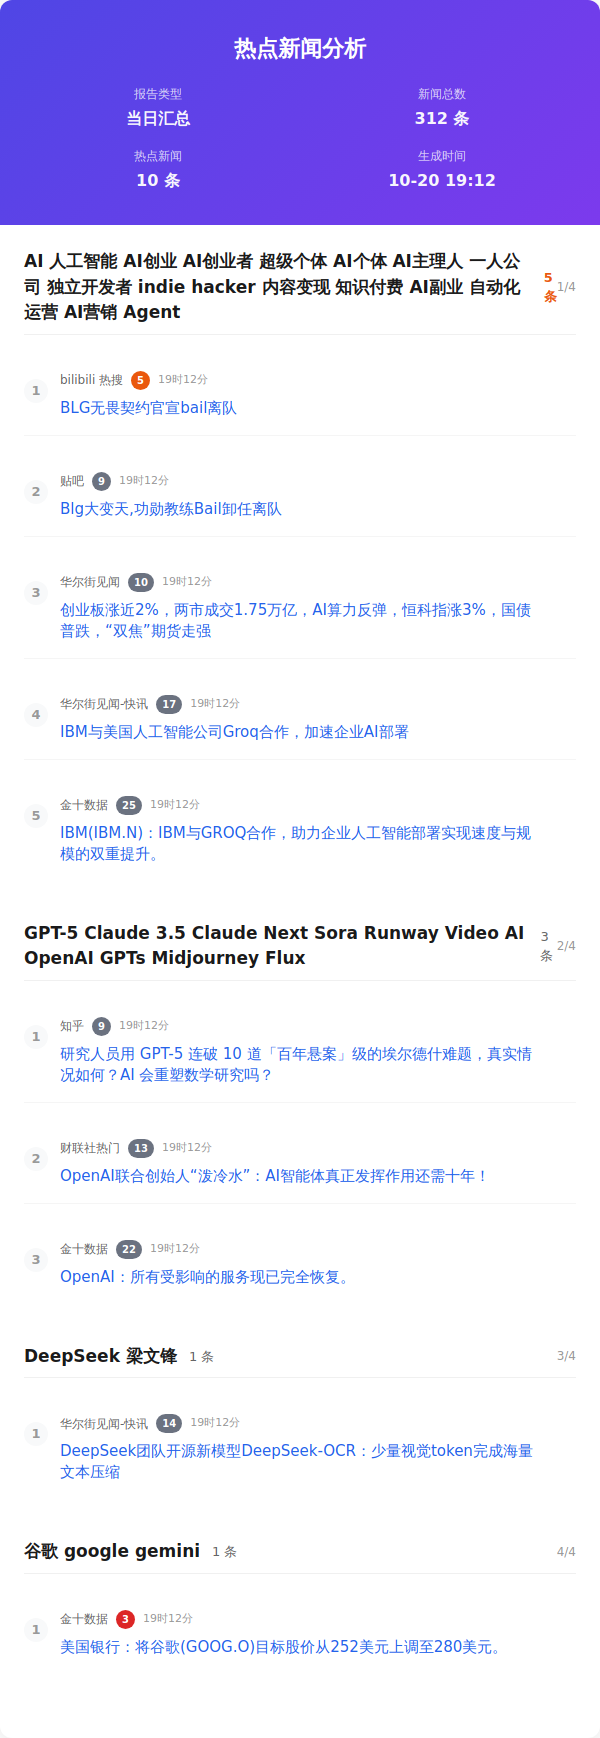 热点新闻分析
报告类型
当日汇总
新闻总数
312 条
热点新闻
10 条
生成时间
10-20 19:12
AI 人工智能 AI创业 AI创业者 超级个体 AI个体 AI主理人 一人公
司 独立开发者 indie hacker 内容变现 知识付费 AI副业 自动化
运营 AI营销 Agent
5
条
1/4
1
bilibili 热搜 5 19时12分
BLG无畏契约官宣bail离队
2
贴吧 9 19时12分
Blg大变天,功勋教练Bail卸任离队
3
华尔街见闻 10 19时12分
创业板涨近2%，两市成交1.75万亿，AI算力反弹，恒科指涨3%，国债
普跌，“双焦”期货走强
4
华尔街见闻-快讯 17 19时12分
IBM与美国人工智能公司Groq合作，加速企业AI部署
5
金十数据 25 19时12分
IBM(IBM.N)：IBM与GROQ合作，助力企业人工智能部署实现速度与规
模的双重提升。
GPT-5 Claude 3.5 Claude Next Sora Runway Video AI
OpenAI GPTs Midjourney Flux
3
条
2/4
1
知乎 9 19时12分
研究人员用 GPT-5 连破 10 道「百年悬案」级的埃尔德什难题，真实情
况如何？AI 会重塑数学研究吗？
2
财联社热门 13 19时12分
OpenAI联合创始人“泼冷水”：AI智能体真正发挥作用还需十年！
3
金十数据 22 19时12分
OpenAI：所有受影响的服务现已完全恢复。
DeepSeek 梁文锋 1 条
3/4
1
华尔街见闻-快讯 14 19时12分
DeepSeek团队开源新模型DeepSeek-OCR：少量视觉token完成海量
文本压缩
谷歌 google gemini 1 条
4/4
1
金十数据 3 19时12分
美国银行：将谷歌(GOOG.O)目标股价从252美元上调至280美元。